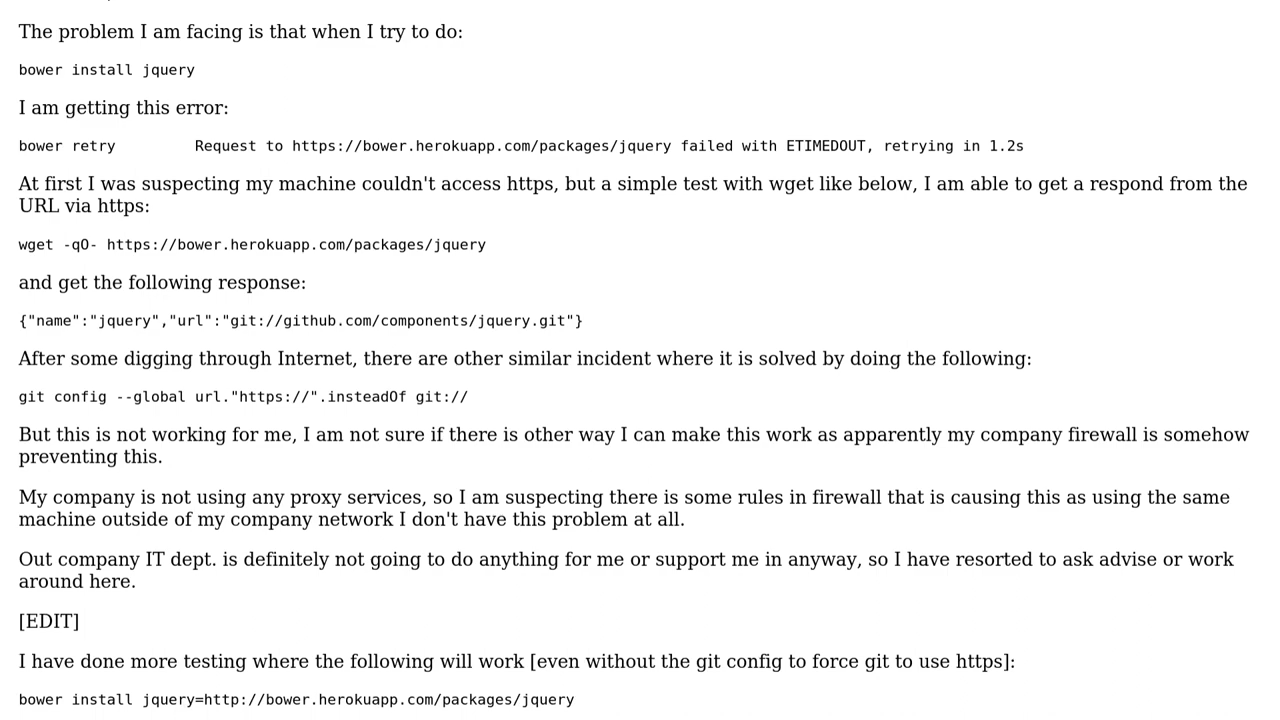 The problem I am facing is that when I try to do:
bower install jquery
I am getting this error:
bower retry         Request to https://bower.herokuapp.com/packages/jquery failed with ETIMEDOUT, retrying in 1.2s
At first I was suspecting my machine couldn't access https, but a simple test with wget like below, I am able to get a respond from the
URL via https:
wget -qO- https://bower.herokuapp.com/packages/jquery
and get the following response:
{"name":"jquery","url":"git://github.com/components/jquery.git"}
After some digging through Internet, there are other similar incident where it is solved by doing the following:
git config --global url."https://".insteadOf git://
But this is not working for me, I am not sure if there is other way I can make this work as apparently my company firewall is somehow
preventing this.
My company is not using any proxy services, so I am suspecting there is some rules in firewall that is causing this as using the same
machine outside of my company network I don't have this problem at all.
Out company IT dept. is definitely not going to do anything for me or support me in anyway, so I have resorted to ask advise or work
around here.
[EDIT]
I have done more testing where the following will work [even without the git config to force git to use https]:
bower install jquery=http://bower.herokuapp.com/packages/jquery